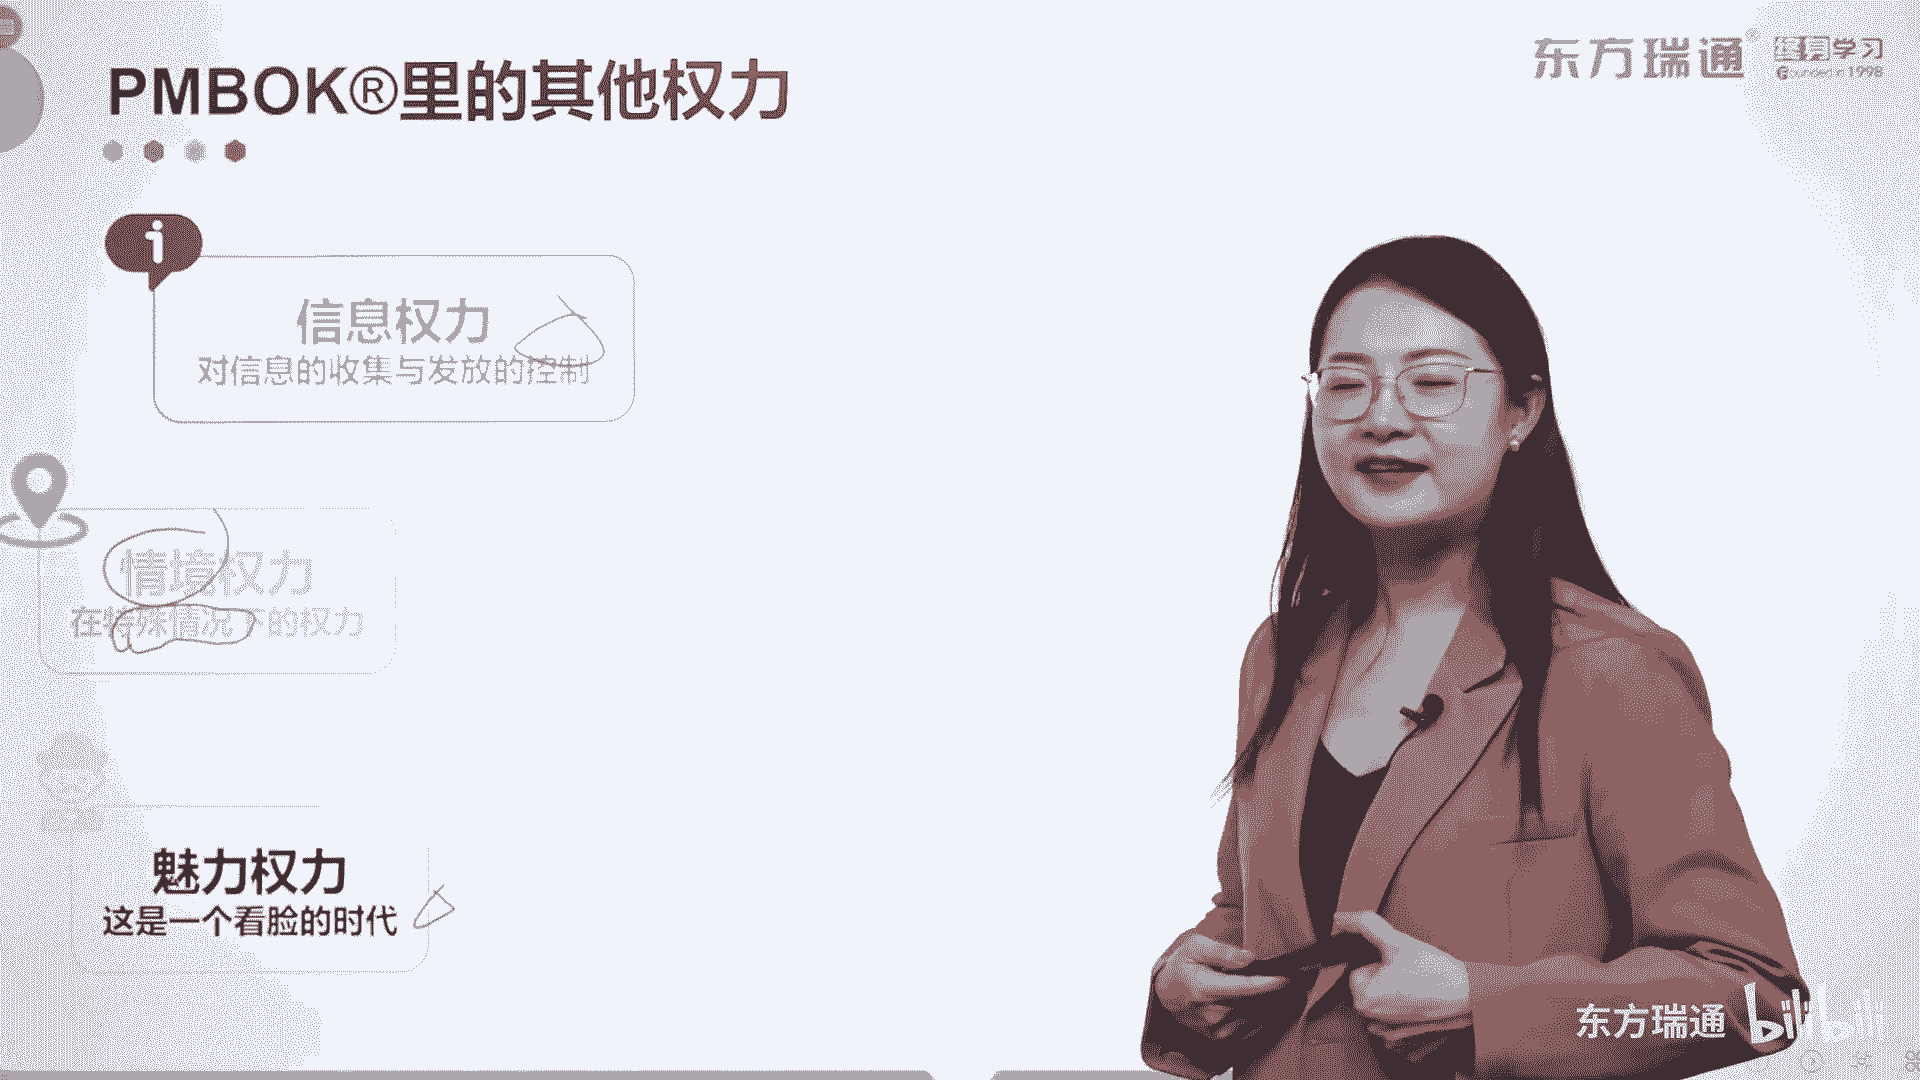 PMBOK®里的其他权力
东方瑞通®
终身学习
Founded in 1998
信息权力
对信息的收集与发放的控制
情境权力
在特殊情况下的权力
魅力权力
这是一个看脸的时代
东方瑞通
bilibili